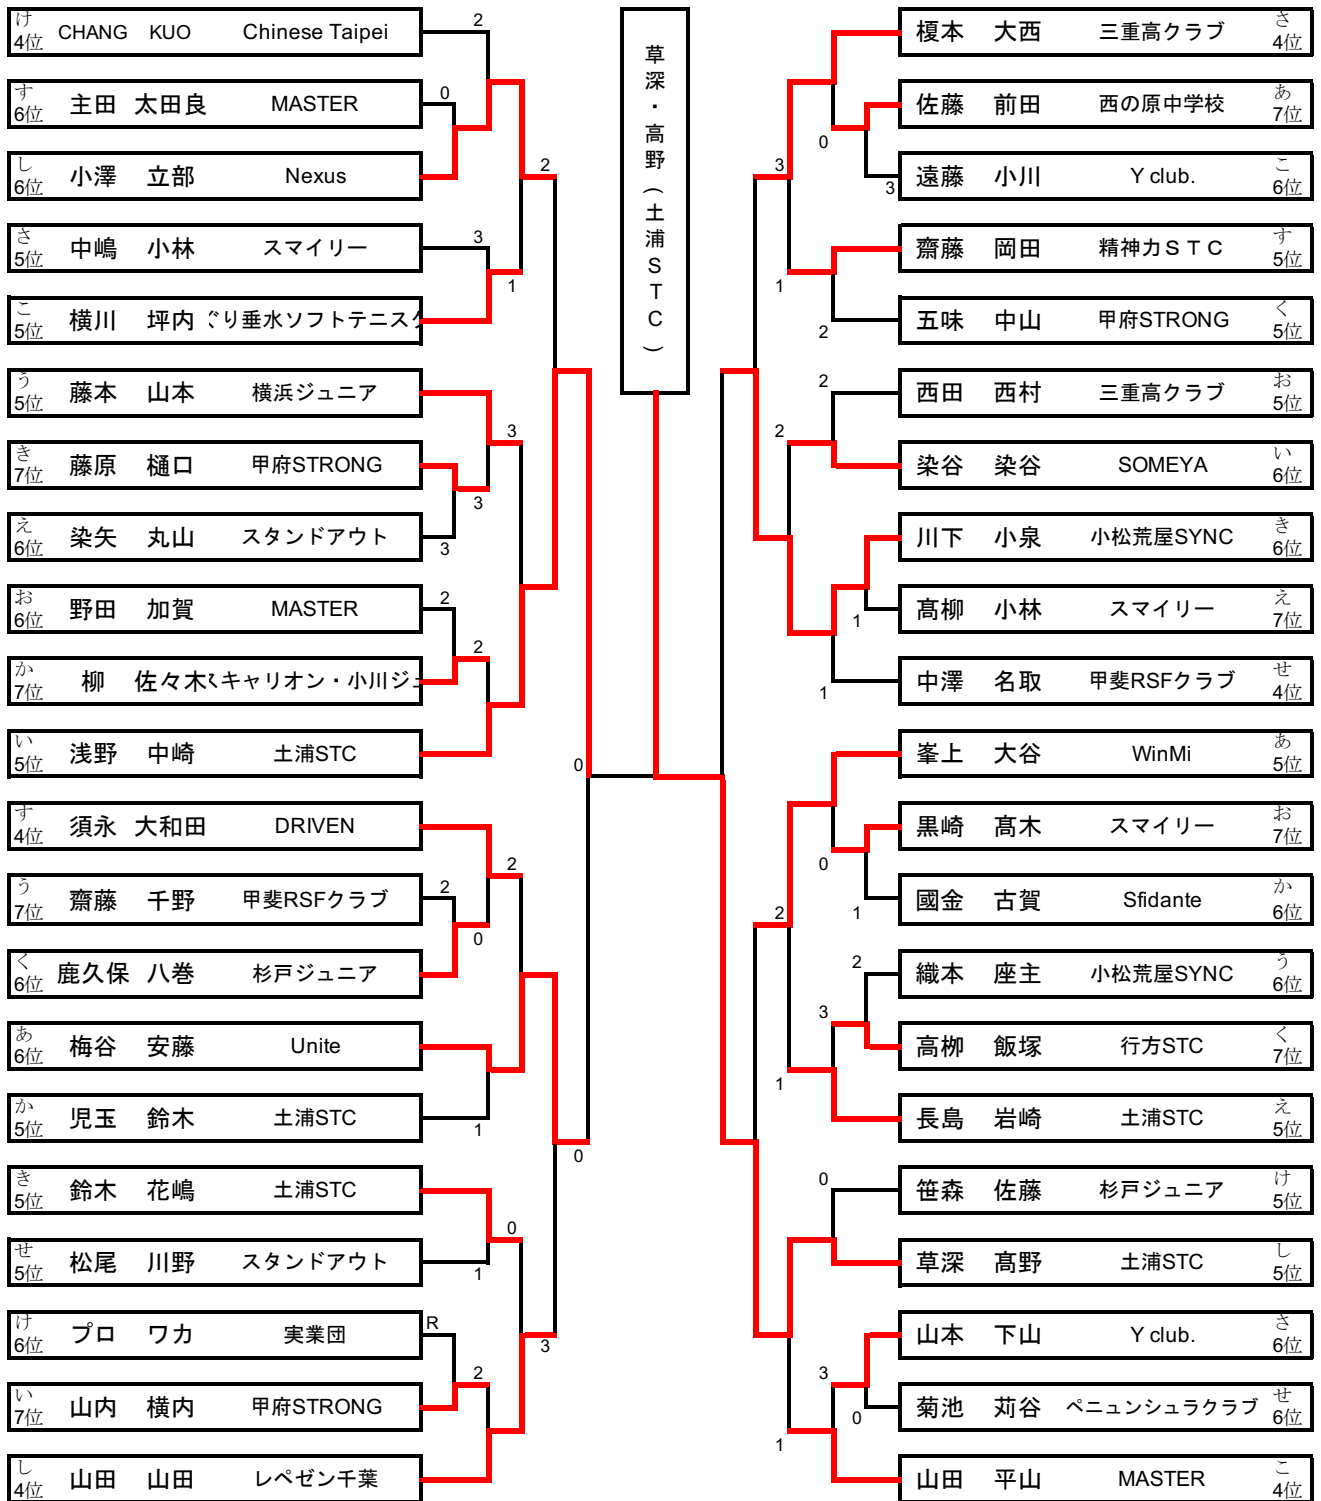 け 4位 CHANG KUO Chinese Taipei
2
す 6位 主田 太田良 MASTER
0
し 6位 小澤 立部 Nexus
2
さ 5位 中嶋 小林 スマイリー
3
1
こ 5位 横川 坪内 ぐり垂水ソフトテニスク
う 5位 藤本 山本 横浜ジュニア
3
き 7位 藤原 樋口 甲府STRONG
3
え 6位 染矢 丸山 スタンドアウト
3
お 6位 野田 加賀 MASTER
2
2
か 7位 柳 佐々木 スキャリオン・小川ジュ
い 5位 浅野 中崎 土浦STC
0
す 4位 須永 大和田 DRIVEN
2
う 7位 齋藤 千野 甲斐RSFクラブ
2
0
く 6位 鹿久保 八巻 杉戸ジュニア
あ 6位 梅谷 安藤 Unite
か 5位 児玉 鈴木 土浦STC
1
0
き 5位 鈴木 花嶋 土浦STC
0
せ 5位 松尾 川野 スタンドアウト
1
け 6位 プロ ワカ 実業団
R
3
2
い 7位 山内 横内 甲府STRONG
し 4位 山田 山田 レペゼン千葉
草深・高野（土浦STC）
榎本 大西 三重高クラブ さ 4位
佐藤 前田 西の原中学校 あ 7位
0
3
遠藤 小川 Y club. こ 6位
3
齋藤 岡田 精神力ＳＴＣ す 5位
1
五味 中山 甲府STRONG く 5位
2
西田 西村 三重高クラブ お 5位
2
2
染谷 染谷 SOMEYA い 6位
川下 小泉 小松荒屋SYNC き 6位
髙柳 小林 スマイリー え 7位
1
中澤 名取 甲斐RSFクラブ せ 4位
1
峯上 大谷 WinMi あ 5位
黒崎 髙木 スマイリー お 7位
0
國金 古賀 Sfidante か 6位
1
2
織本 座主 小松荒屋SYNC う 6位
2
3
高栁 飯塚 行方STC く 7位
1
長島 岩崎 土浦STC え 5位
笹森 佐藤 杉戸ジュニア け 5位
0
草深 髙野 土浦STC し 5位
山本 下山 Y club. さ 6位
3
菊池 苅谷 ペニュンシュラクラブ せ 6位
0
1
山田 平山 MASTER こ 4位